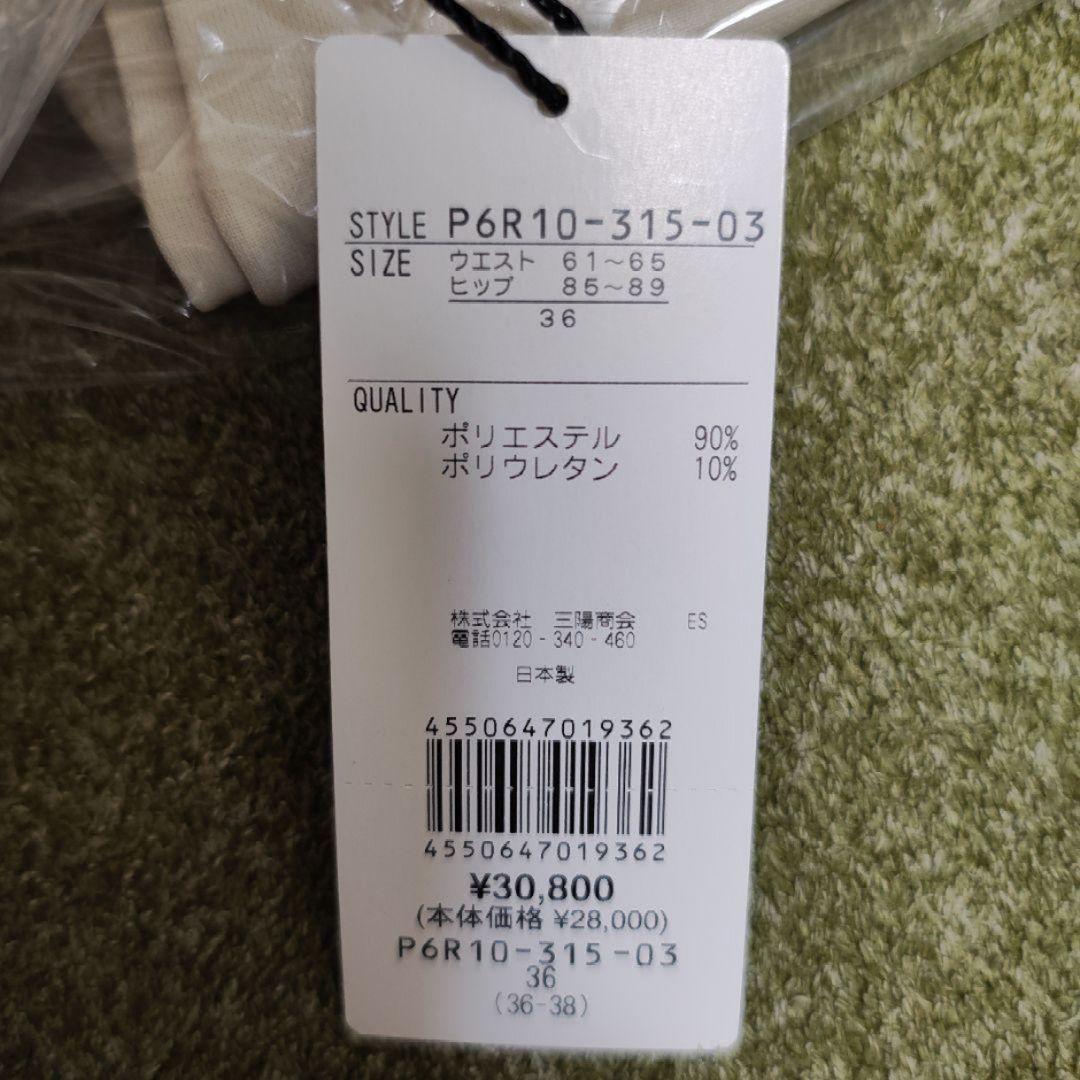 STYLE P6R10-315-03
SIZE ウエスト 61～65
ヒップ 85～89
36
QUALITY
ポリエステル 90%
ポリウレタン 10%
株式会社 三陽商会 ES
電話0120-340-460
日本製
4550647019362
4550647019362
¥30,800
(本体価格 ¥28,000)
P6R10-315-03
36
(36-38)